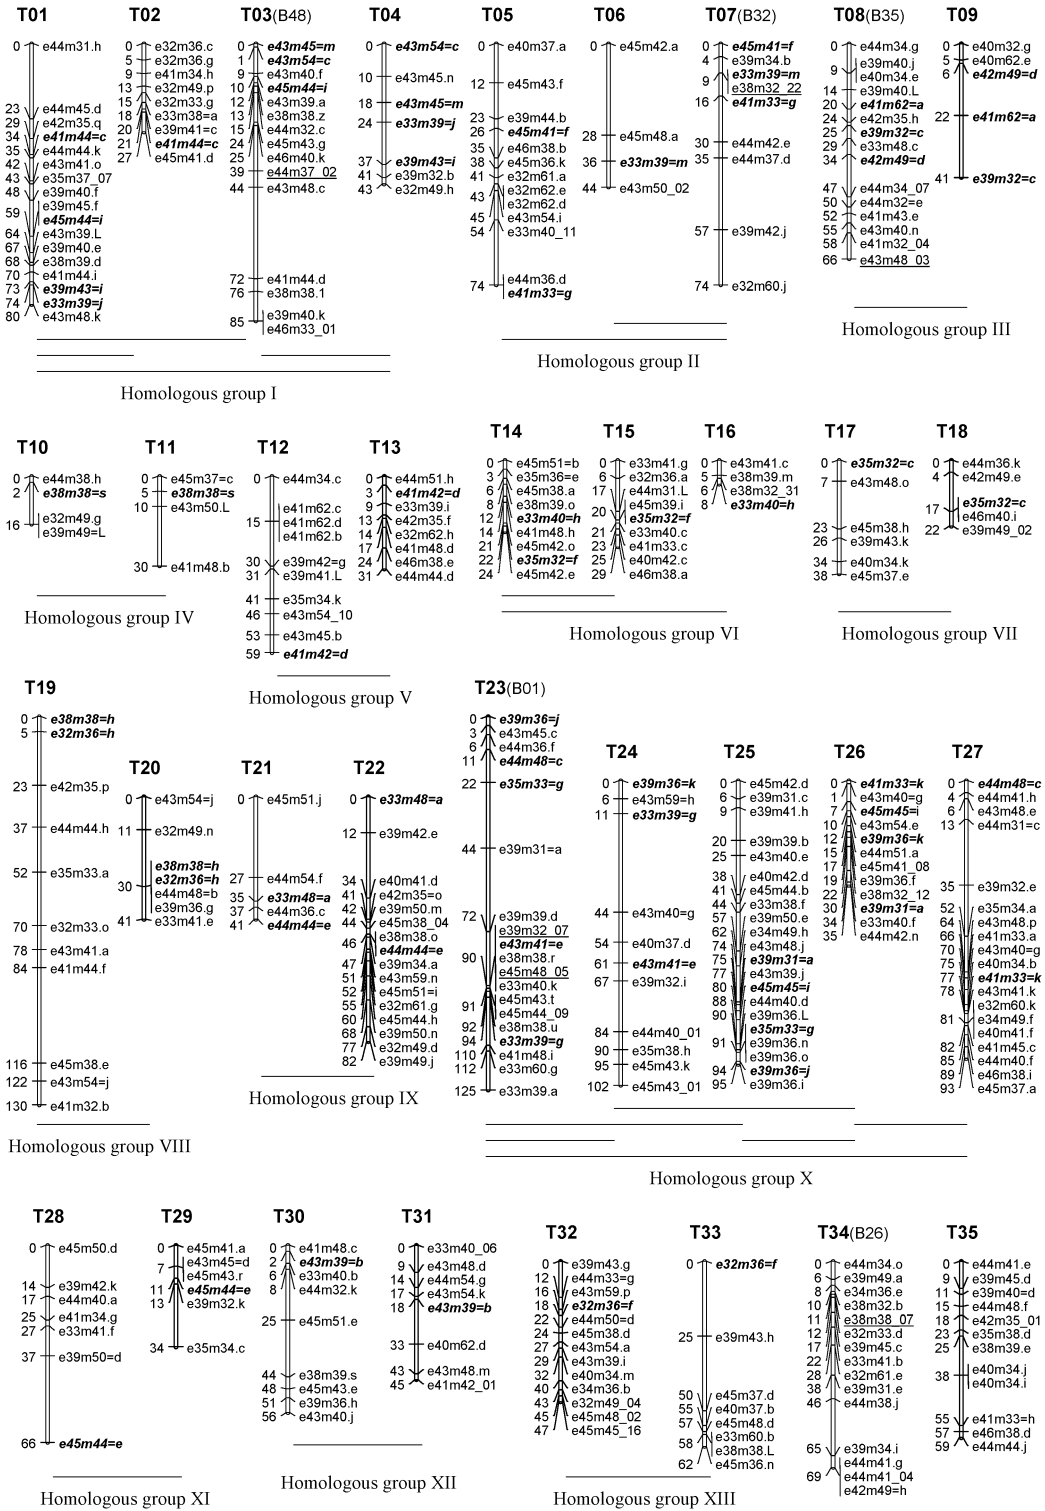 T01
0 e44m31.h
23 e44m45.d
29 e42m35.q
34 e41m44=c
35 e44m44.k
42 e43m41.o
43 e35m37_07
48 e39m40.f
e39m45.f
59 e45m44=i
64 e43m39.L
67 e39m40.e
68 e38m39.d
70 e41m44.i
73 e39m43=i
74 e33m39=j
80 e43m48.k
T02
0 e32m36.c
5 e32m36.g
9 e41m34.h
13 e32m49.p
15 e32m33.g
18 e33m38=a
20 e39m41=c
21 e41m44=c
27 e45m41.d
T03(B48)
0 e43m45=m
1 e43m54=c
9 e43m40.f
10 e45m44=i
12 e43m39.a
13 e38m38.z
15 e44m32.c
24 e45m43.g
25 e46m40.k
39 e44m37_02
44 e43m48.c
72 e41m44.d
76 e38m38.1
85 e39m40.k
e46m33_01
T04
0 e43m54=c
10 e43m45.n
18 e43m45=m
24 e33m39=j
37 e39m43=i
41 e39m32.b
43 e32m49.h
Homologous group I
T05
0 e40m37.a
12 e43m45.f
23 e39m44.b
26 e45m41=f
35 e46m38.b
38 e45m36.k
41 e32m61.a
e32m36.d
43 e32m62.d
45 e43m54.i
54 e33m40_11
e44m36.d
74 e41m33=g
T06
0 e45m42.a
28 e45m48.a
36 e33m39=m
44 e43m50_02
T07(B32)
0 e45m41=f
4 e39m34.b
9 e33m39=m
e38m32_22
16 e41m33=g
30 e44m42.e
35 e44m37.d
57 e39m42.j
74 e32m60.j
Homologous group II
T08(B35)
0 e44m34.g
9 e39m40.j
e40m34.e
14 e39m40.L
20 e41m62=a
24 e42m35.h
25 e39m32=c
29 e33m48.c
34 e42m49=d
47 e44m34_07
50 e44m32=e
52 e41m43.e
55 e43m40.n
58 e41m32_04
66 e43m48_03
T09
0 e40m32.g
5 e40m62.e
6 e42m49=d
22 e41m62=a
41 e39m32=c
Homologous group III
T10
0 e44m38.h
2 e38m38=s
16 e32m49.g
e39m49=L
T11
0 e45m37=c
5 e38m38=s
10 e43m50.L
30 e41m48.b
Homologous group IV
T12
0 e44m34.c
e41m62.c
15 e41m62.d
e41m62.b
30 e39m42=g
31 e39m41.L
41 e35m34.k
46 e43m54_10
53 e43m45.b
59 e41m42=d
T13
0 e44m51.h
3 e41m42=d
9 e33m39.i
13 e42m35.f
14 e32m62.h
17 e41m48.d
24 e46m38.e
31 e44m44.d
Homologous group V
T14
0 e45m51=b
3 e35m36=e
6 e45m38.a
8 e38m39.o
12 e33m40=h
14 e41m48.h
21 e45m42.o
22 e35m32=f
24 e45m42.e
T15
0 e33m41.g
6 e32m36.a
17 e44m31.L
e45m39.i
20 e35m32=f
21 e33m40.c
23 e41m33.c
25 e40m42.c
29 e46m38.a
T16
0 e43m41.c
5 e38m39.m
6 e38m32_31
8 e33m40=h
Homologous group VI
T17
0 e35m32=c
7 e43m48.o
23 e45m38.h
26 e39m43.k
34 e40m34.k
38 e45m37.e
T18
0 e44m36.k
4 e42m49.e
e35m32=c
17 e46m40.i
22 e39m49_02
Homologous group VII
T19
0 e38m38=h
5 e32m36=h
23 e42m35.p
37 e44m44.h
52 e35m33.a
70 e32m33.o
78 e43m41.a
84 e41m44.f
116 e45m38.e
122 e43m54=j
130 e41m32.b
T20
0 e43m54=j
11 e32m49.n
e38m38=h
e32m36=h
30 e44m48=b
e39m36.g
41 e33m41.e
Homologous group VIII
T21
0 e45m51.j
27 e44m54.f
35 e33m48=a
37 e44m36.c
41 e44m44=e
T22
0 e33m48=a
12 e39m42.e
34 e40m41.d
41 e42m35=o
42 e39m50.m
44 e45m38_04
46 e38m38.o
e44m44=e
47 e39m34.a
51 e43m59.n
52 e45m51=i
55 e32m61.g
60 e45m44.h
68 e39m50.n
77 e32m49.d
82 e39m49.j
Homologous group IX
T23(B01)
0 e39m36=j
3 e43m45.c
6 e44m36.f
11 e44m48=c
22 e35m33=g
44 e39m31=a
72 e39m39.d
e39m32_07
e43m41=e
90 e38m38.r
e45m48_05
e33m40.k
91 e45m43.t
e45m44_09
92 e38m38.u
94 e33m39=g
110 e41m48.i
112 e33m60.g
125 e33m39.a
T24
0 e39m36=k
6 e43m59=h
11 e33m39=g
44 e43m40=g
54 e40m37.d
61 e43m41=e
67 e39m32.i
84 e44m40_01
90 e35m38.h
95 e45m43.k
102 e45m43_01
T25
0 e45m42.d
6 e39m31.c
9 e39m41.h
20 e39m39.b
25 e43m40.e
38 e40m42.d
41 e45m44.b
44 e33m38.f
57 e39m50.e
62 e34m49.h
74 e43m48.j
75 e39m31=a
77 e43m39.j
80 e45m45=i
88 e44m40.d
90 e39m36.L
e35m33=g
91 e39m36.n
e39m36.o
94 e39m36=j
95 e39m36.i
T26
0 e41m33=k
1 e43m40=g
7 e45m45=i
10 e43m54.e
12 e39m36=k
15 e44m51.a
17 e45m41_08
19 e39m36.f
22 e38m32_12
30 e39m31=a
34 e33m40.f
35 e44m42.n
T27
0 e44m48=c
4 e44m41.h
6 e43m48.e
13 e44m31=c
35 e39m32.e
52 e35m34.a
64 e43m48.p
66 e41m33.a
70 e43m40=g
75 e40m34.b
77 e41m33=k
78 e43m41.k
e32m60.k
81 e34m49.f
e40m41.f
82 e41m45.c
85 e44m40.f
89 e46m38.i
93 e45m37.a
Homologous group X
T28
0 e45m50.d
14 e39m42.k
17 e44m40.a
25 e41m34.g
27 e33m41.f
37 e39m50=d
66 e45m44=e
T29
0 e45m41.a
e43m45=d
7 e45m43.r
11 e45m44=e
13 e39m32.k
34 e35m34.c
Homologous group XI
T30
0 e41m48.c
2 e43m39=b
6 e33m40.b
8 e44m32.k
25 e45m51.e
44 e38m39.s
48 e45m43.e
51 e39m36.h
56 e43m40.j
T31
0 e33m40_06
9 e43m48.d
14 e44m54.g
17 e43m54.k
18 e43m39=b
33 e40m62.d
43 e43m48.m
45 e41m42_01
Homologous group XII
T32
0 e39m43.g
12 e44m33=g
16 e43m59.p
18 e32m36=f
22 e44m50=d
24 e45m38.d
27 e43m54.a
29 e43m39.i
32 e40m34.m
40 e34m36.b
43 e32m49_04
45 e45m48_02
47 e45m45_16
T33
0 e32m36=f
25 e39m43.h
50 e45m37.d
55 e40m37.b
57 e45m48.d
58 e33m60.b
e38m38.L
62 e45m36.n
Homologous group XIII
T34(B26)
0 e44m34.o
6 e39m49.a
8 e34m36.e
10 e38m32.b
11 e38m38_07
12 e32m33.d
17 e39m45.c
22 e33m41.b
28 e32m61.e
38 e39m31.e
46 e44m38.j
65 e39m34.i
e44m41.g
69 e44m41_04
e42m49=h
T35
0 e44m41.e
9 e39m45.d
11 e39m40=d
15 e44m48.f
18 e42m35_01
23 e35m38.d
25 e38m39.e
38 e40m34.j
e40m34.i
55 e41m33=h
57 e46m38.d
59 e44m44.j